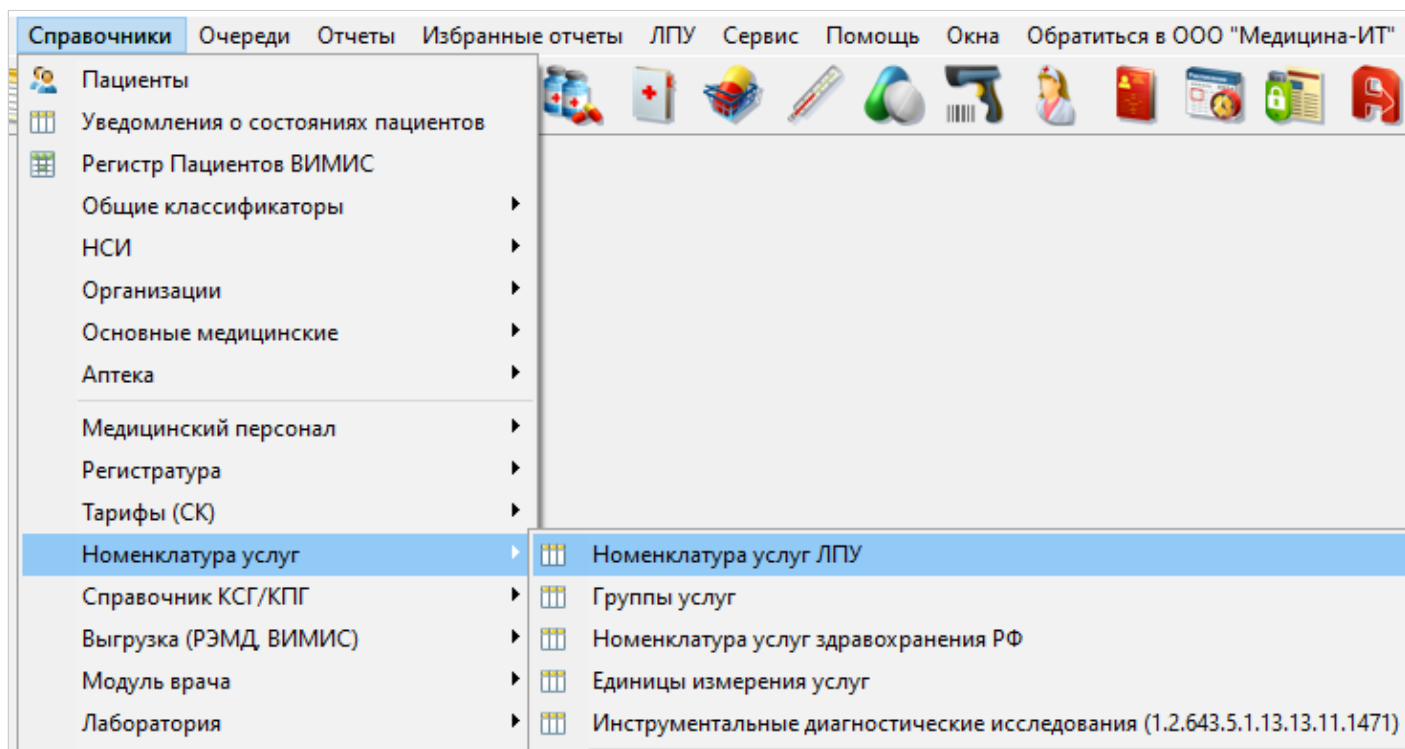 Справочники Очереди Отчеты Избранные отчеты ЛПУ Сервис Помощь Окна Обратиться в ООО "Медицина-ИТ"
Пациенты
Уведомления о состояниях пациентов
Регистр Пациентов ВИМИС
Общие классификаторы
НСИ
Организации
Основные медицинские
Аптека
Медицинский персонал
Регистратура
Тарифы (СК)
Номенклатура услуг
Справочник КСГ/КПГ
Выгрузка (РЭМД, ВИМИС)
Модуль врача
Лаборатория
Номенклатура услуг ЛПУ
Группы услуг
Номенклатура услуг здравохранения РФ
Единицы измерения услуг
Инструментальные диагностические исследования (1.2.643.5.1.13.13.11.1471)